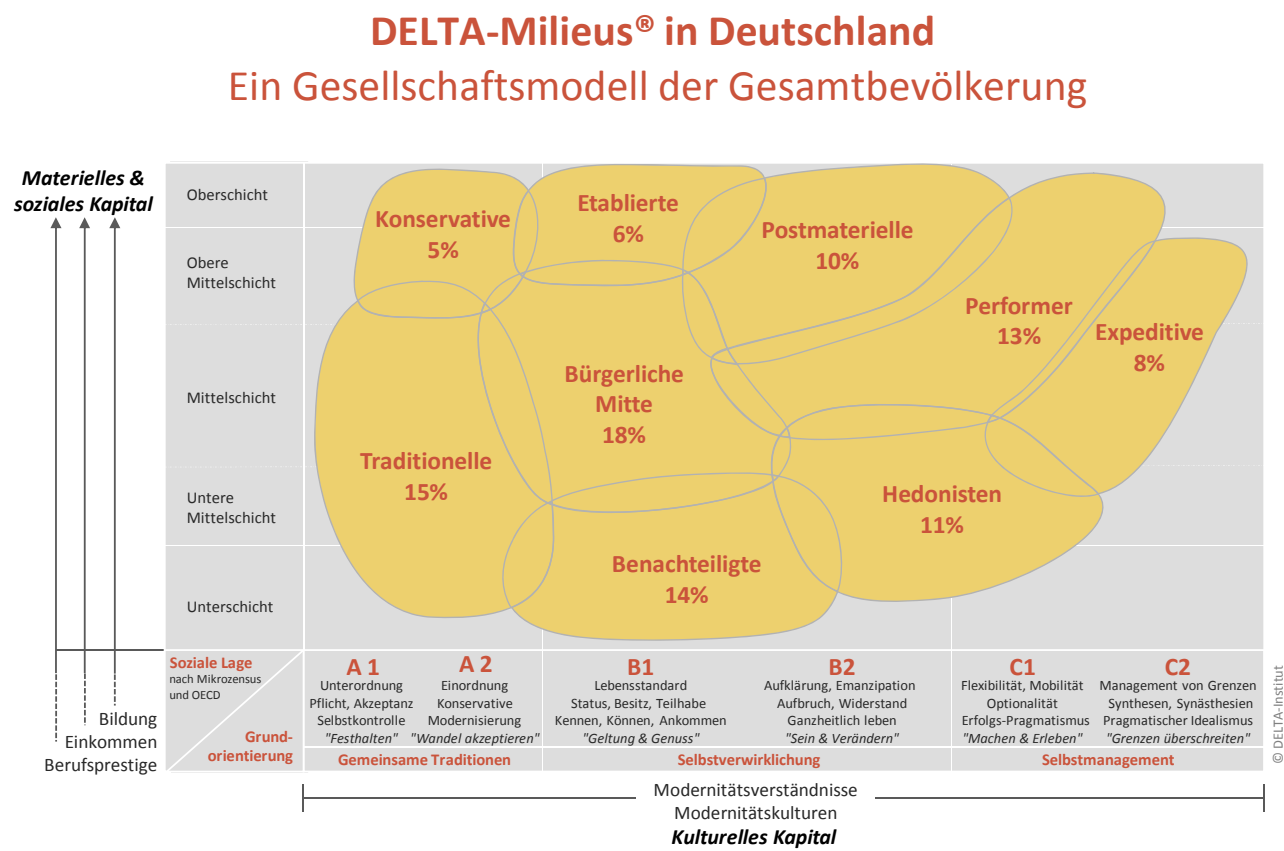 DELTA-Milieus® in Deutschland
Ein Gesellschaftsmodell der Gesamtbevölkerung
Materielles &
soziales Kapital
Oberschicht
Obere
Mittelschicht
Mittelschicht
Untere
Mittelschicht
Unterschicht
Konservative
5%
Etablierte
6%
Postmaterielle
10%
Performer
13%
Expeditive
8%
Bürgerliche
Mitte
18%
Traditionelle
15%
Hedonisten
11%
Benachteiligte
14%
Soziale Lage
nach Mikrozensus
und OECD
Grund-
orientierung
Bildung
Einkommen
Berufsprestige
A 1
Unterordnung
Pflicht, Akzeptanz
Selbstkontrolle
"Festhalten"
A 2
Einordnung
Konservative
Modernisierung
"Wandel akzeptieren"
B1
Lebensstandard
Status, Besitz, Teilhabe
Kennen, Können, Ankommen
"Geltung & Genuss"
B2
Aufklärung, Emanzipation
Aufbruch, Widerstand
Ganzheitlich leben
"Sein & Verändern"
C1
Flexibilität, Mobilität
Optionalität
Erfolgs-Pragmatismus
"Machen & Erleben"
C2
Management von Grenzen
Synthesen, Synästhesien
Pragmatischer Idealismus
"Grenzen überschreiten"
Gemeinsame Traditionen
Selbstverwirklichung
Selbstmanagement
Modernitätsverständnisse
Modernitätskulturen
Kulturelles Kapital
© DELTA-Institut